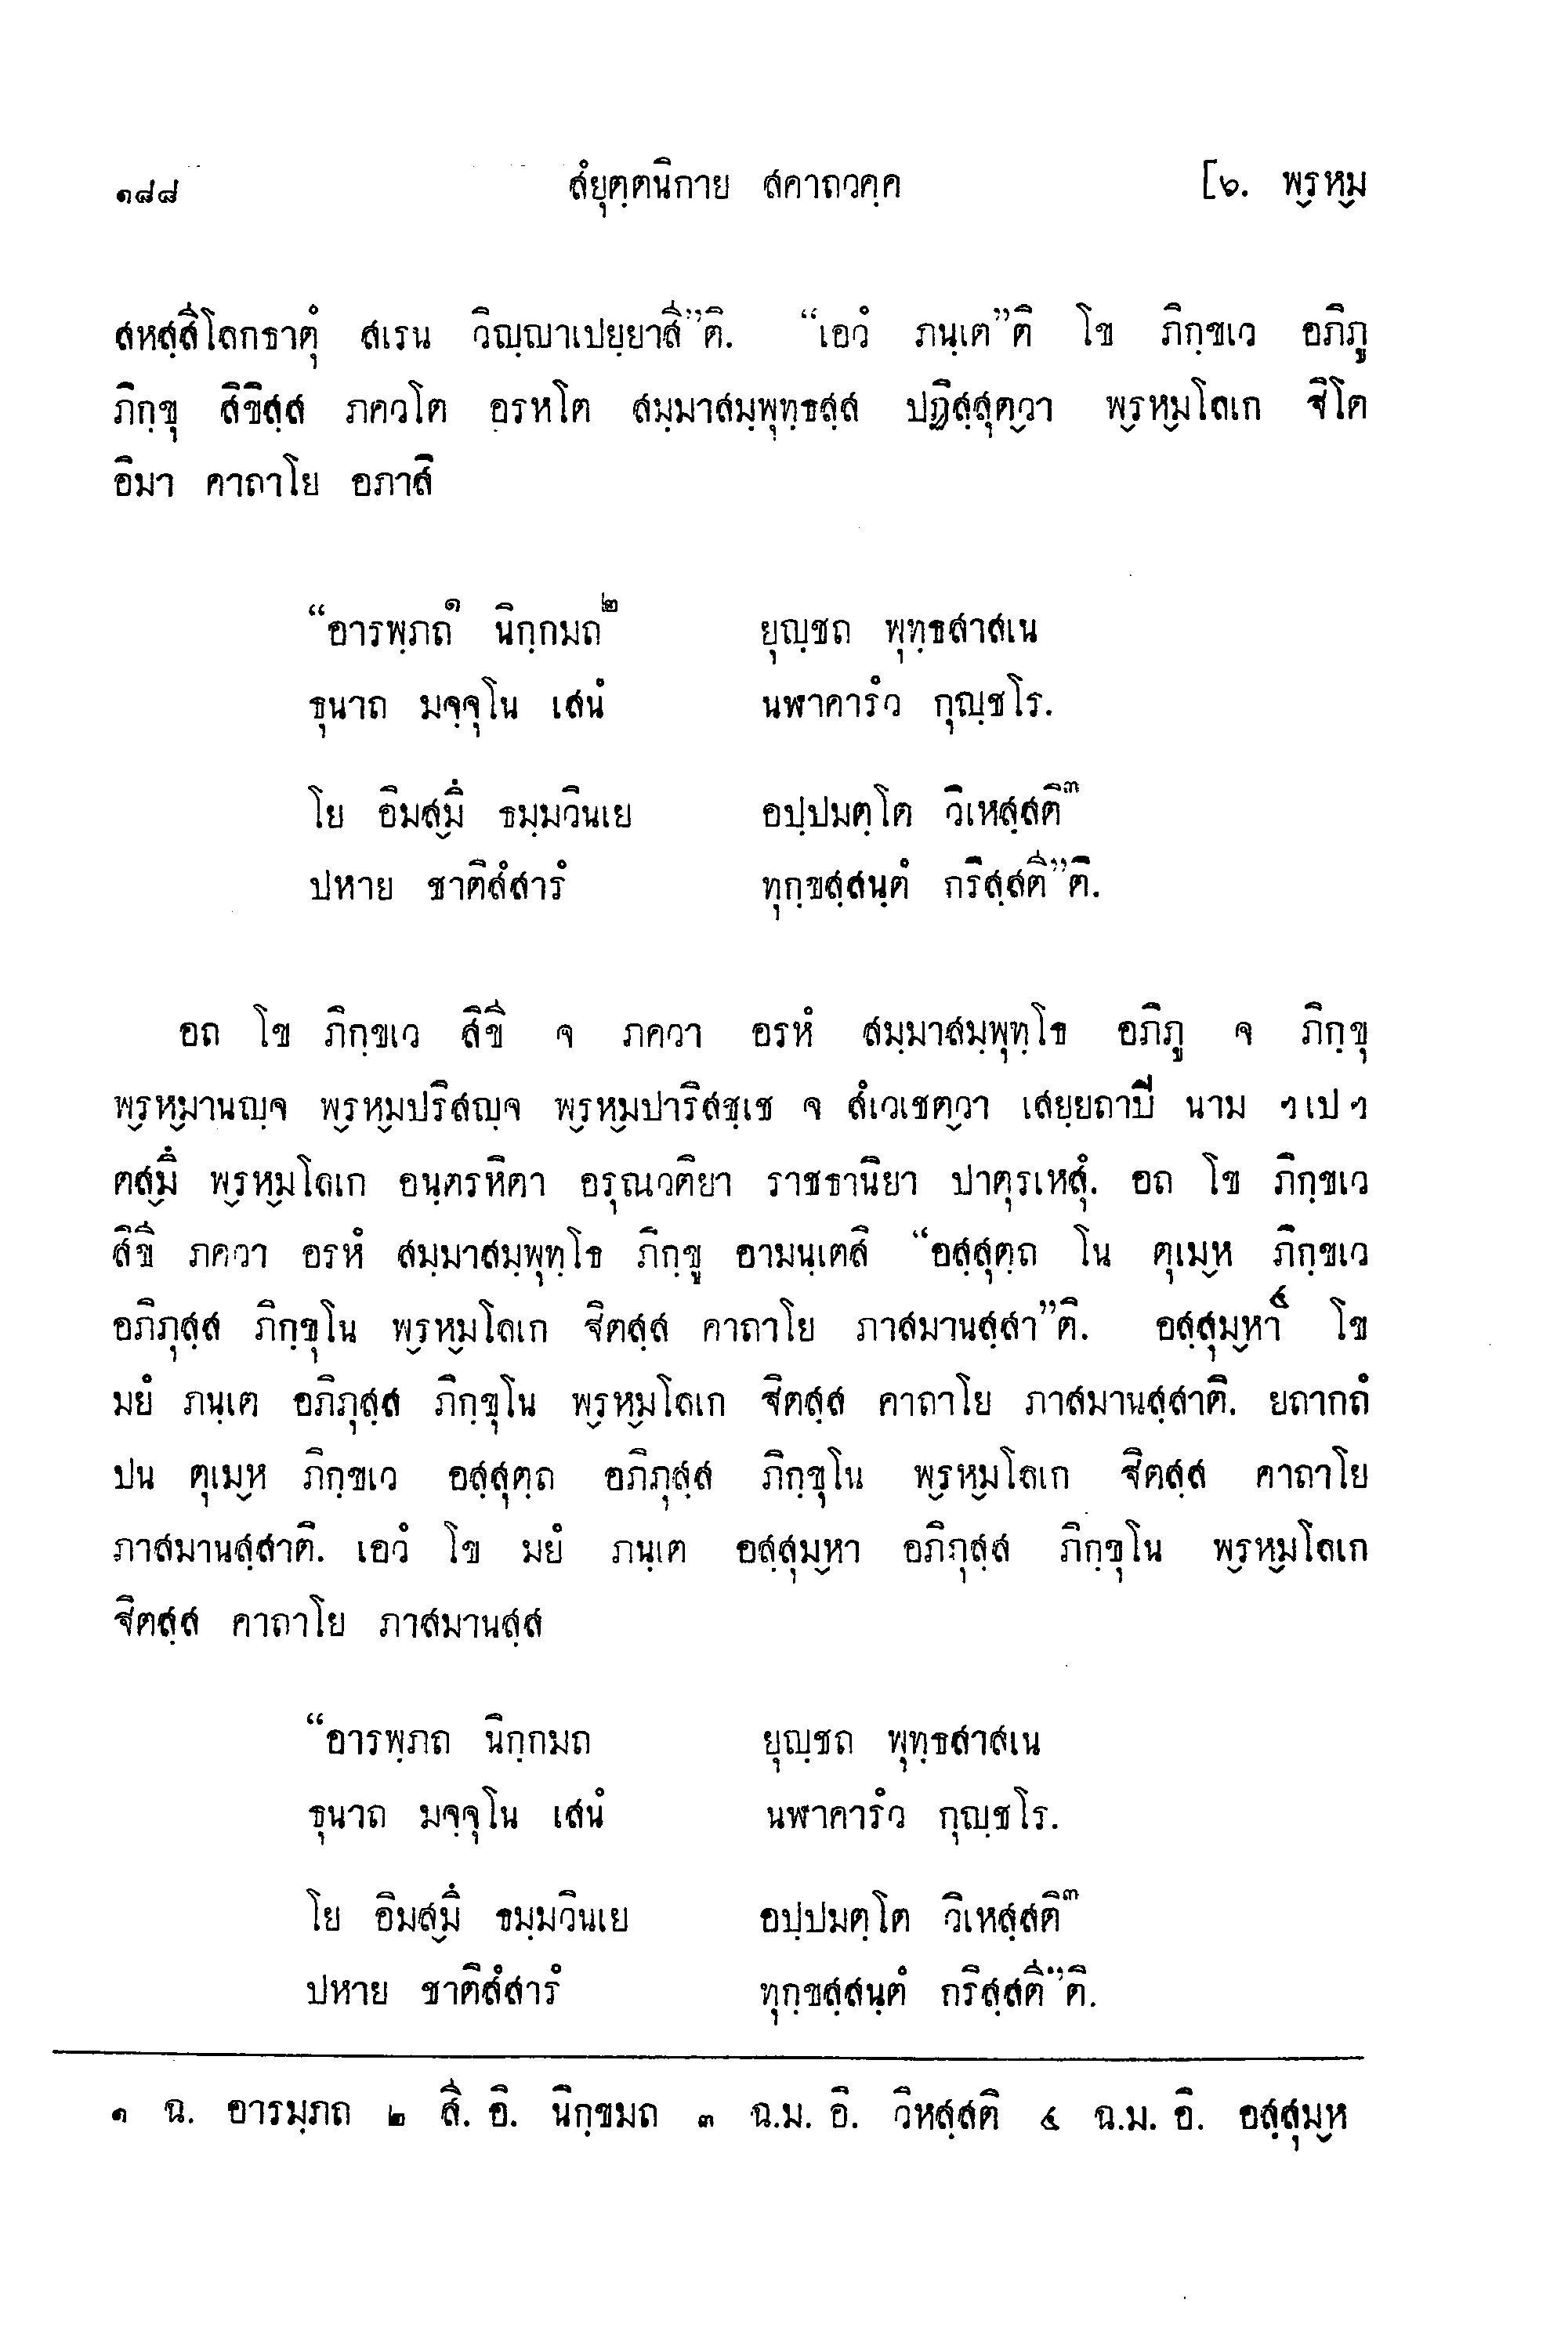 ๑๘๘ สํยุตฺตนิกาย สคาถวคฺค [๖. พฺรหฺม
สหสฺสีโลกธาตุํ สเรน วิญฺญาเปยฺยาสี”ติ. “เอวํ ภนฺเต”ติ โข ภิกฺขเว อภิภู
ภิกฺขุ สิขิสฺส ภควโต อรหโต สมฺมาสมฺพุทฺธสฺส ปฏิสฺสุตฺวา พฺรหฺมโลเก ฐิโต
อิมา คาถาโย อภาสิ
“อารพฺภถ๑ นิกฺกมถ๒ ยุญฺชถ พุทฺธสาสเน
ธุนาถ มจฺจุโน เสนํ นฬาคารํว กุญฺชโร.
โย อิมสฺมึ ธมฺมวินเย อปฺปมตฺโต วิเหสฺสติ๓
ปหาย ชาติสํสารํ ทุกฺขสฺสนฺตํ กริสฺสตี”ติ.
อถ โข ภิกฺขเว สิขี จ ภควา อรหํ สมฺมาสมฺพุทฺโธ อภิภู จ ภิกฺขุ
พฺรหฺมานญฺจ พฺรหฺมปริสญฺจ พฺรหฺมปาริสชฺเช จ สํเวเชตฺวา เสยฺยถาปี นาม ฯเปฯ
ตสฺมึ พฺรหฺมโลเก อนฺตรหิตา อรุณวติยา ราชธานิยา ปาตุรเหสุํ. อถ โข ภิกฺขเว
สิขี ภควา อรหํ สมฺมาสมฺพุทฺโธ ภิกฺขู อามนฺเตสิ “อสฺสุตฺถ โน ตุเมฺห ภิกฺขเว
อภิภุสฺส ภิกฺขุโน พฺรหฺมโลเก ฐิตสฺส คาถาโย ภาสมานสฺสา”ติ. อสฺสุมฺหา๔ โข
มยํ ภนฺเต อภิภุสฺส ภิกฺขุโน พฺรหฺมโลเก ฐิตสฺส คาถาโย ภาสมานสฺสาติ. ยถากถํ
ปน ตุเมฺห ภิกฺขเว อสฺสุตฺถ อภิภุสฺส ภิกฺขุโน พฺรหฺมโลเก ฐิตสฺส คาถาโย
ภาสมานสฺสาติ. เอวํ โข มยํ ภนฺเต อสฺสุมฺหา อภิภุสฺส ภิกฺขุโน พฺรหฺมโลเก
ฐิตสฺส คาถาโย ภาสมานสฺส
“อารพฺภถ นิกฺกมถ ยุญฺชถ พุทฺธสาสเน
ธุนาถ มจฺจุโน เสนํ นฬาคารํว กุญฺชโร.
โย อิมสฺมึ ธมฺมวินเย อปฺปมตฺโต วิเหสฺสติ๓
ปหาย ชาติสํสารํ ทุกฺขสฺสนฺตํ กริสฺสตี”ติ.
๑ ฉ. อารมฺภถ ๒ สี. อิ. นิกฺขมถ ๓ ฉ.ม. อิ. วิหสฺสติ ๔ ฉ.ม. อิ. อสฺสุมฺห